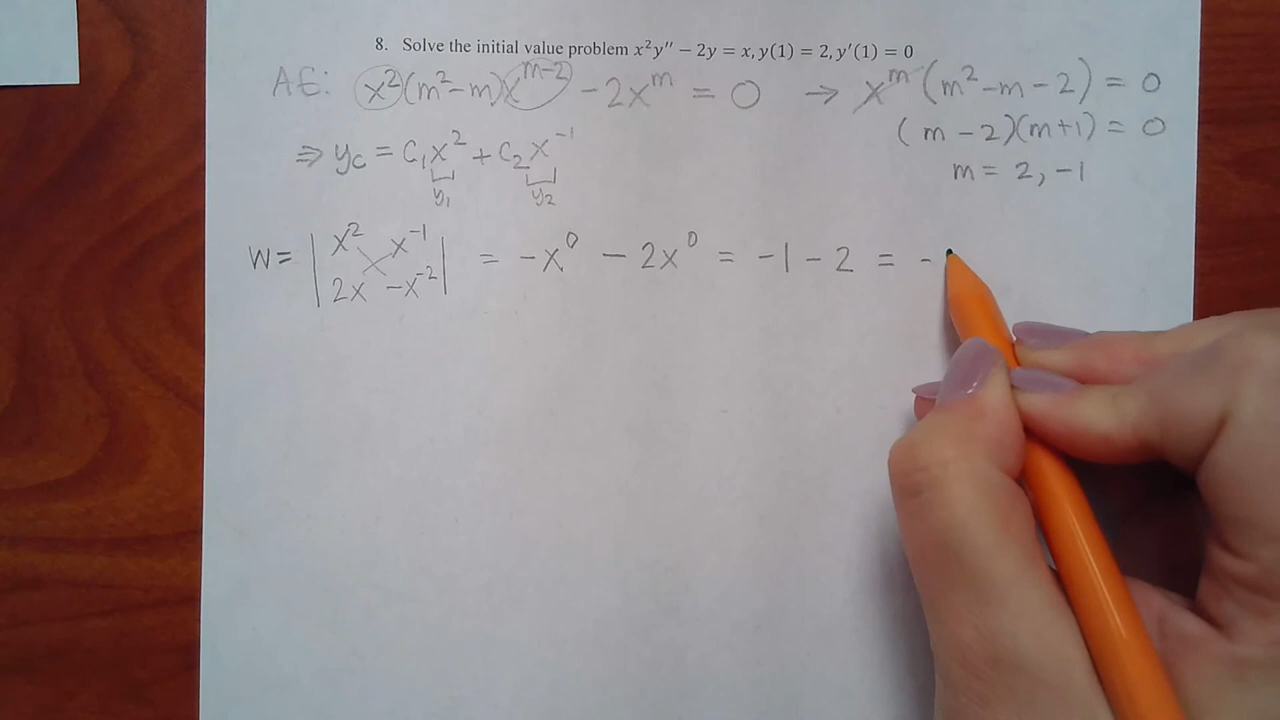 8. Solve the initial value problem x²y′′ − 2y = x, y(1) = 2, y′(1) = 0
AE: x²(m²-m)x^(m-2) - 2x^m = 0 → x^m (m²-m-2) = 0
(m-2)(m+1) = 0
⇒ y_c = C₁x² + C₂x⁻¹
m = 2, -1
y₁ y₂
W = | x² x⁻¹ | = -x⁰ - 2x⁰ = -1 - 2 = -
| 2x -x⁻² |